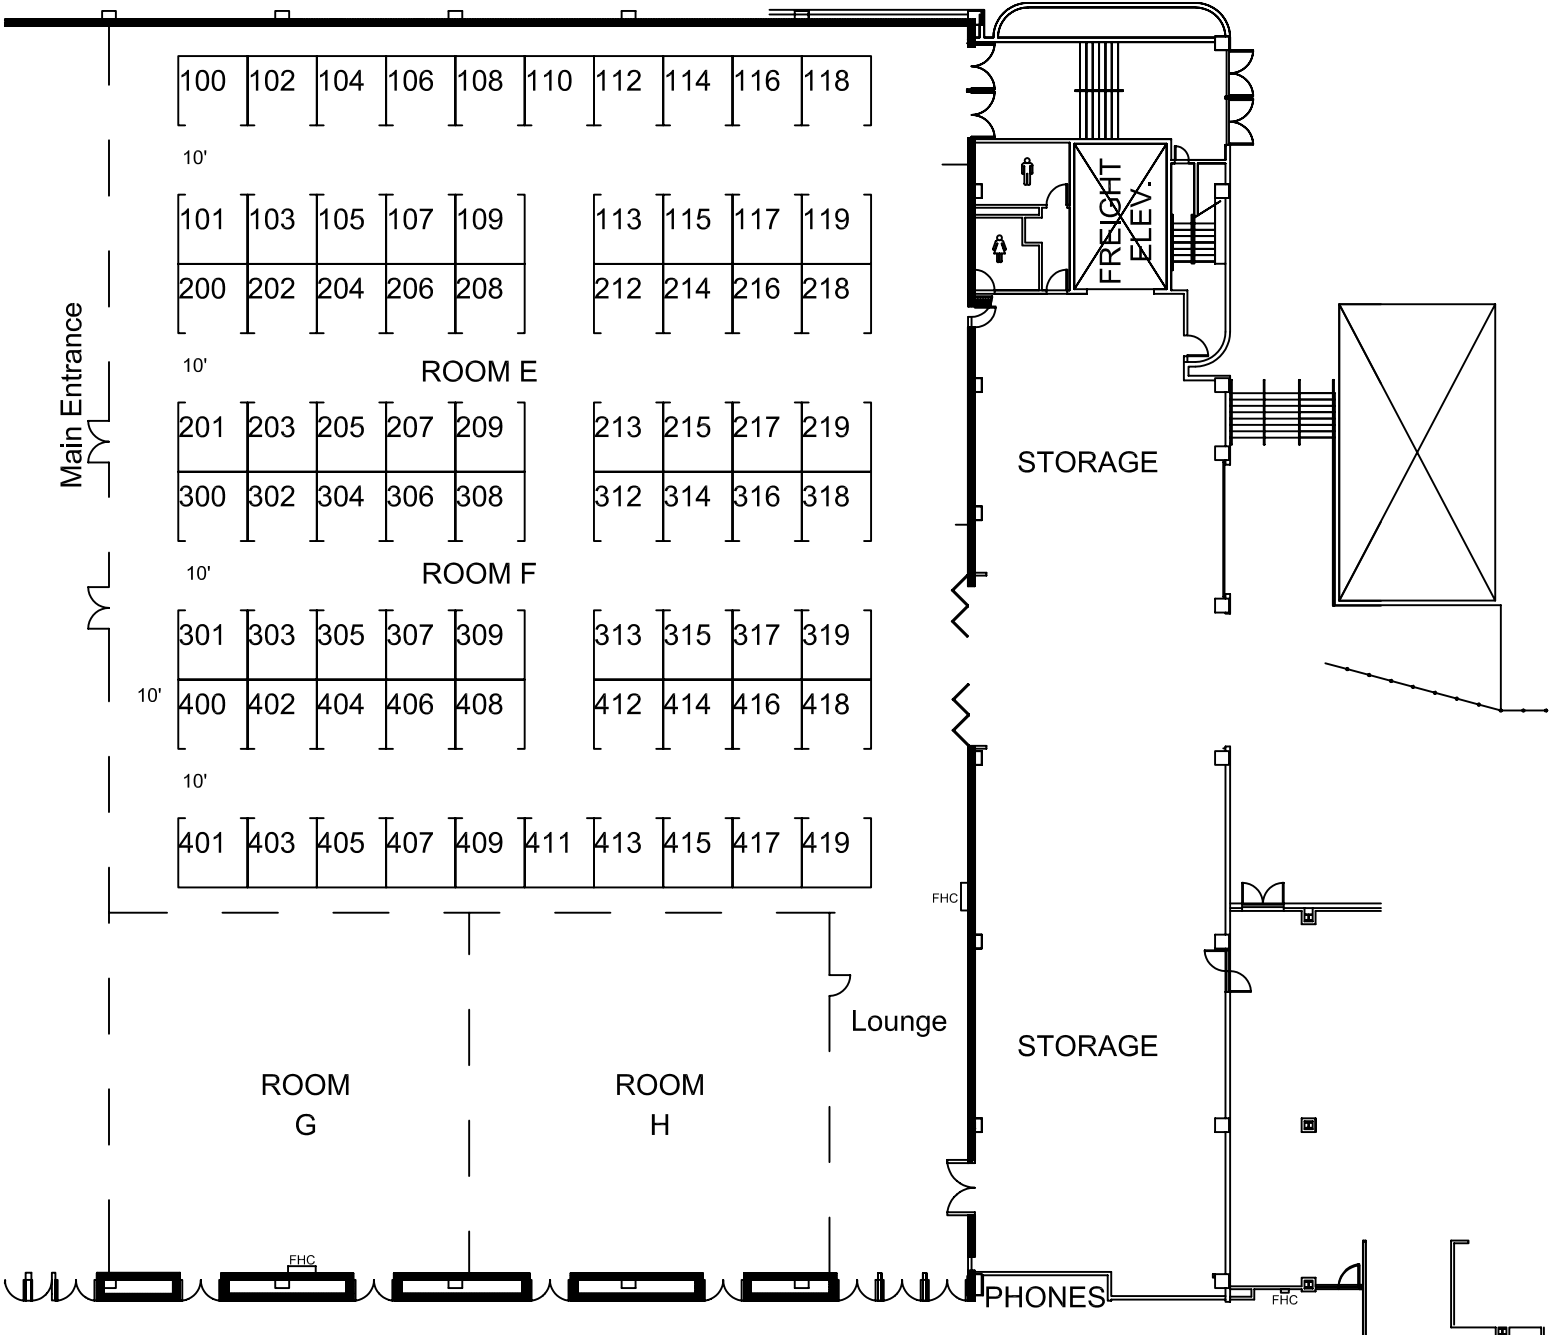 100 102 104 106 108 110 112 114 116 118
10'
101 103 105 107 109 113 115 117 119
FREIGHT
ELEV.
200 202 204 206 208 212 214 216 218
Main Entrance
10'
ROOM E
201 203 205 207 209 213 215 217 219
STORAGE
300 302 304 306 308 312 314 316 318
10'
ROOM F
301 303 305 307 309 313 315 317 319
10'
400 402 404 406 408 412 414 416 418
10'
401 403 405 407 409 411 413 415 417 419
FHC
Lounge
STORAGE
ROOM
G
ROOM
H
FHC
PHONES
FHC